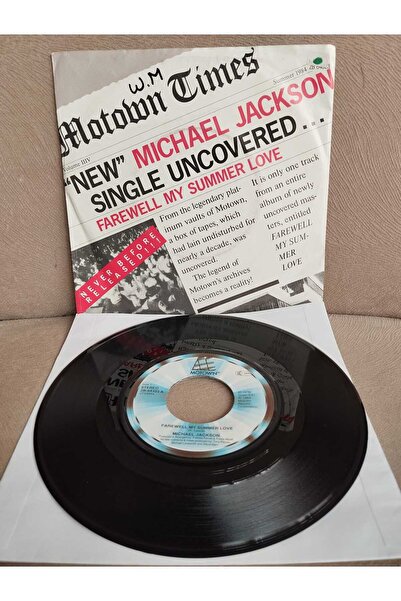 W.M
Motown Times
Volume IIIV
Summer 1984
"NEW" MICHAEL JACKSON
SINGLE UNCOVERED...
FAREWELL MY SUMMER LOVE
NEVER BEFORE
RELEASED!!!
From the legendary plat-
inum vaults of Motown,
a box of tapes, which
had lain undisturbed for
nearly a decade, was
uncovered.
The legend of
Motown's archives
becomes a reality!
It is only one track
from an entire
album of newly
uncovered mas-
ters, entitled
FAREWELL
MY SUM-
MER
LOVE
MOTOWN
STEREO
FAREWELL MY SUMMER LOVE
MICHAEL JACKSON